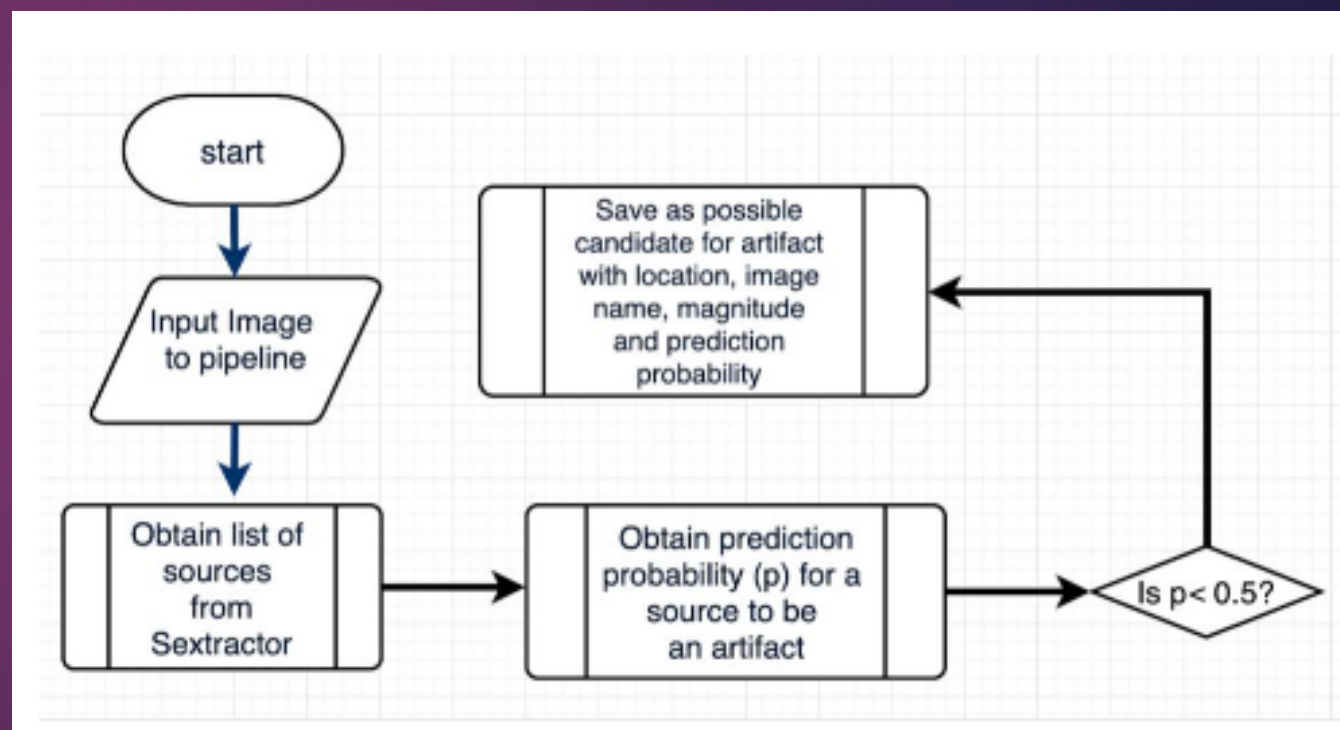 start
Input Image
to pipeline
Obtain list of
sources
from
Sextractor
Obtain prediction
probability (p) for a
source to be
an artifact
Is p< 0.5?
Save as possible
candidate for artifact
with location, image
name, magnitude
and prediction
probability